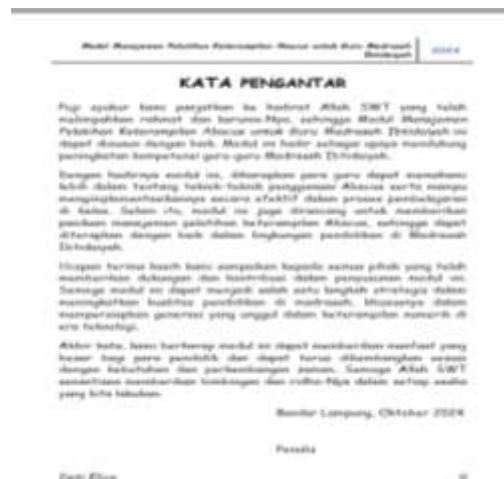 Modul Manajemen Pelatihan Keterampilan Abacus untuk Guru Madrasah
Ibtidaiyah
2024
KATA PENGANTAR
Puji syukur kami panjatkan ke hadirat Allah SWT yang telah
melimpahkan rahmat dan karunia-Nya, sehingga Modul Manajemen
Pelatihan Keterampilan Abacus untuk Guru Madrasah Ibtidaiyah ini
dapat disusun dengan baik. Modul ini hadir sebagai upaya mendukung
peningkatan kompetensi guru-guru Madrasah Ibtidaiyah.
Dengan hadirnya modul ini, diharapkan para guru dapat memahami
lebih dalam tentang teknik-teknik penggunaan Abacus serta mampu
mengimplementasikannya secara efektif dalam proses pembelajaran
di kelas. Selain itu, modul ini juga dirancang untuk memberikan
panduan manajemen pelatihan keterampilan Abacus, sehingga dapat
diterapkan dengan baik dalam lingkungan pendidikan di Madrasah
Ibtidaiyah.
Ucapan terima kasih kami sampaikan kepada semua pihak yang telah
memberikan dukungan dan kontribusi dalam penyusunan modul ini.
Semoga modul ini dapat menjadi salah satu langkah strategis dalam
meningkatkan kualitas pendidikan di madrasah, khususnya dalam
mempersiapkan generasi yang unggul dalam keterampilan numerik di
era teknologi.
Akhir kata, kami berharap modul ini dapat memberikan manfaat yang
besar bagi para pendidik dan dapat terus dikembangkan sesuai
dengan kebutuhan dan perkembangan zaman. Semoga Allah SWT
senantiasa memberikan bimbingan dan ridho-Nya dalam setiap usaha
yang kita lakukan.
Bandar Lampung, Oktober 2024
Penulis